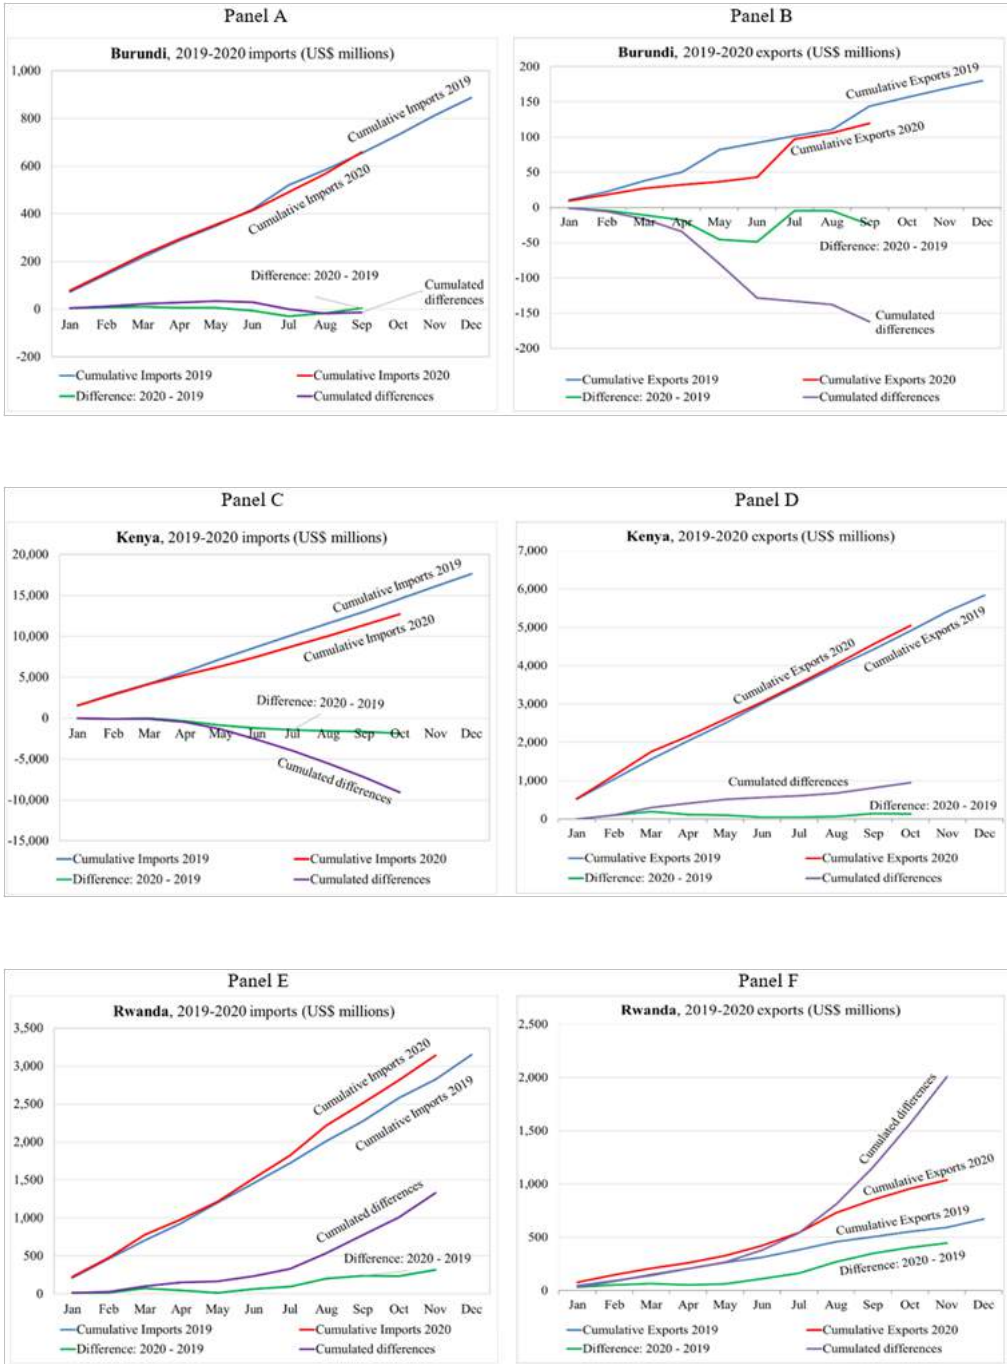 Panel A
Burundi, 2019-2020 imports (US$ millions)
1,000
800
600
400
200
0
-200
Cumulative Imports 2019
Cumulative Imports 2020
Difference: 2020 - 2019
Cumulated
differences
Jan Feb Mar Apr May Jun Jul Aug Sep Oct Nov Dec
Cumulative Imports 2019 Cumulative Imports 2020
Difference: 2020 - 2019 Cumulated differences
Panel B
Burundi, 2019-2020 exports (US$ millions)
200
150
100
50
0
-50
-100
-150
-200
Cumulative Exports 2019
Cumulative Exports 2020
Jan Feb Mar Apr May Jun Jul Aug Sep Oct Nov Dec
Difference: 2020 - 2019
Cumulated
differences
Cumulative Exports 2019 Cumulative Exports 2020
Difference: 2020 - 2019 Cumulated differences
Panel C
Kenya, 2019-2020 imports (US$ millions)
20,000
15,000
10,000
5,000
0
-5,000
-10,000
-15,000
Cumulative Imports 2019
Cumulative Imports 2020
Difference: 2020 - 2019
Jan Feb Mar Apr May Jun Jul Aug Sep Oct Nov Dec
Cumulated differences
Cumulative Imports 2019 Cumulative Imports 2020
Difference: 2020 - 2019 Cumulated differences
Panel D
Kenya, 2019-2020 exports (US$ millions)
7,000
6,000
5,000
4,000
3,000
2,000
1,000
0
Cumulative Exports 2020
Cumulative Exports 2019
Cumulated differences
Difference: 2020 - 2019
Jan Feb Mar Apr May Jun Jul Aug Sep Oct Nov Dec
Cumulative Exports 2019 Cumulative Exports 2020
Difference: 2020 - 2019 Cumulated differences
Panel E
Rwanda, 2019-2020 imports (US$ millions)
3,500
3,000
2,500
2,000
1,500
1,000
500
0
Cumulative Imports 2020
Cumulative Imports 2019
Cumulated differences
Difference: 2020 - 2019
Jan Feb Mar Apr May Jun Jul Aug Sep Oct Nov Dec
Cumulative Imports 2019 Cumulative Imports 2020
Difference: 2020 - 2019 Cumulated differences
Panel F
Rwanda, 2019-2020 exports (US$ millions)
2,500
2,000
1,500
1,000
500
0
Cumulated differences
Cumulative Exports 2020
Cumulative Exports 2019
Difference: 2020 - 2019
Jan Feb Mar Apr May Jun Jul Aug Sep Oct Nov Dec
Cumulative Exports 2019 Cumulative Exports 2020
Difference: 2020 - 2019 Cumulated differences